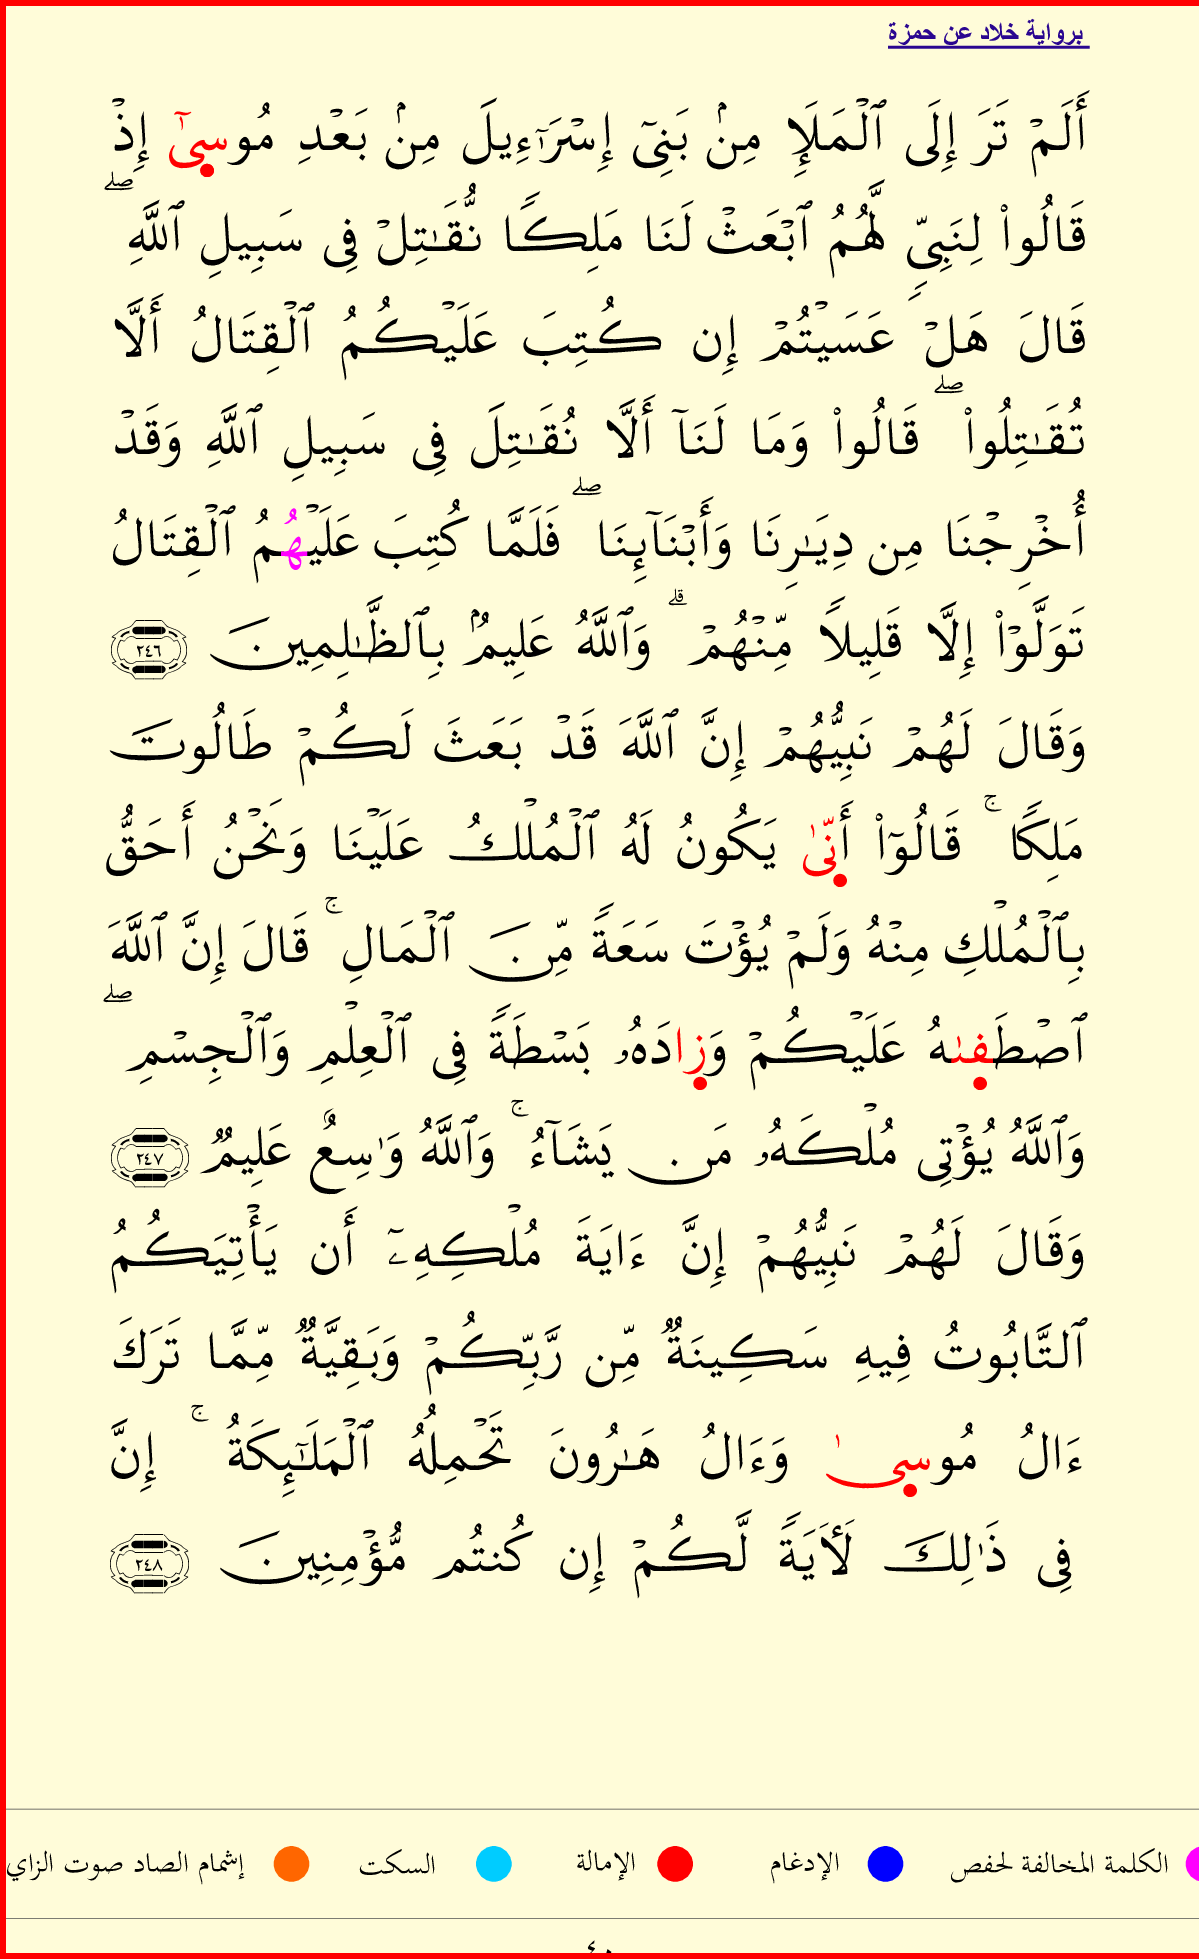 برواية خلاد عن حمزة
أَلَمْ تَرَ إِلَى ٱلْمَلَإِ مِنۢ بَنِىٓ إِسْرَٰٓءِيلَ مِنۢ بَعْدِ مُوسِىٰٓ إِذْ
قَالُوا۟ لِنَبِىٍّ لَّهُمُ ٱبْعَثْ لَنَا مَلِكًا نُّقَـٰتِلْ فِى سَبِيلِ ٱللَّهِ ۖ
قَالَ هَلْ عَسَيْتُمْ إِن كُتِبَ عَلَيْكُمُ ٱلْقِتَالُ أَلَّا
تُقَـٰتِلُوا۟ ۖ قَالُوا۟ وَمَا لَنَآ أَلَّا نُقَـٰتِلَ فِى سَبِيلِ ٱللَّهِ وَقَدْ
أُخْرِجْنَا مِن دِيَـٰرِنَا وَأَبْنَآئِنَا ۖ فَلَمَّا كُتِبَ عَلَيْهُمُ ٱلْقِتَالُ
تَوَلَّوْا۟ إِلَّا قَلِيلًا مِّنْهُمْ ۗ وَٱللَّهُ عَلِيمٌۢ بِٱلظَّـٰلِمِينَ ٢٤٦
وَقَالَ لَهُمْ نَبِيُّهُمْ إِنَّ ٱللَّهَ قَدْ بَعَثَ لَكُمْ طَالُوتَ
مَلِكًا ۚ قَالُوٓا۟ أَنِّىٰ يَكُونُ لَهُ ٱلْمُلْكُ عَلَيْنَا وَنَحْنُ أَحَقُّ
بِٱلْمُلْكِ مِنْهُ وَلَمْ يُؤْتَ سَعَةً مِّنَ ٱلْمَالِ ۚ قَالَ إِنَّ ٱللَّهَ
ٱصْطَفِىٰهُ عَلَيْكُمْ وَزِادَهُۥ بَسْطَةً فِى ٱلْعِلْمِ وَٱلْجِسْمِ ۖ
وَٱللَّهُ يُؤْتِى مُلْكَهُۥ مَن يَشَآءُ ۚ وَٱللَّهُ وَٰسِعٌ عَلِيمٌ ٢٤٧
وَقَالَ لَهُمْ نَبِيُّهُمْ إِنَّ ءَايَةَ مُلْكِهِۦٓ أَن يَأْتِيَكُمُ
ٱلتَّابُوتُ فِيهِ سَكِينَةٌ مِّن رَّبِّكُمْ وَبَقِيَّةٌ مِّمَّا تَرَكَ
ءَالُ مُوسِىٰ وَءَالُ هَـٰرُونَ تَحْمِلُهُ ٱلْمَلَـٰٓئِكَةُ ۚ إِنَّ
فِى ذَٰلِكَ لَـَٔايَةً لَّكُمْ إِن كُنتُم مُّؤْمِنِينَ ٢٤٨
الكلمة المخالفة لحفص الإدغام الإمالة السكت إشمام الصاد صوت الزاي
٤٠